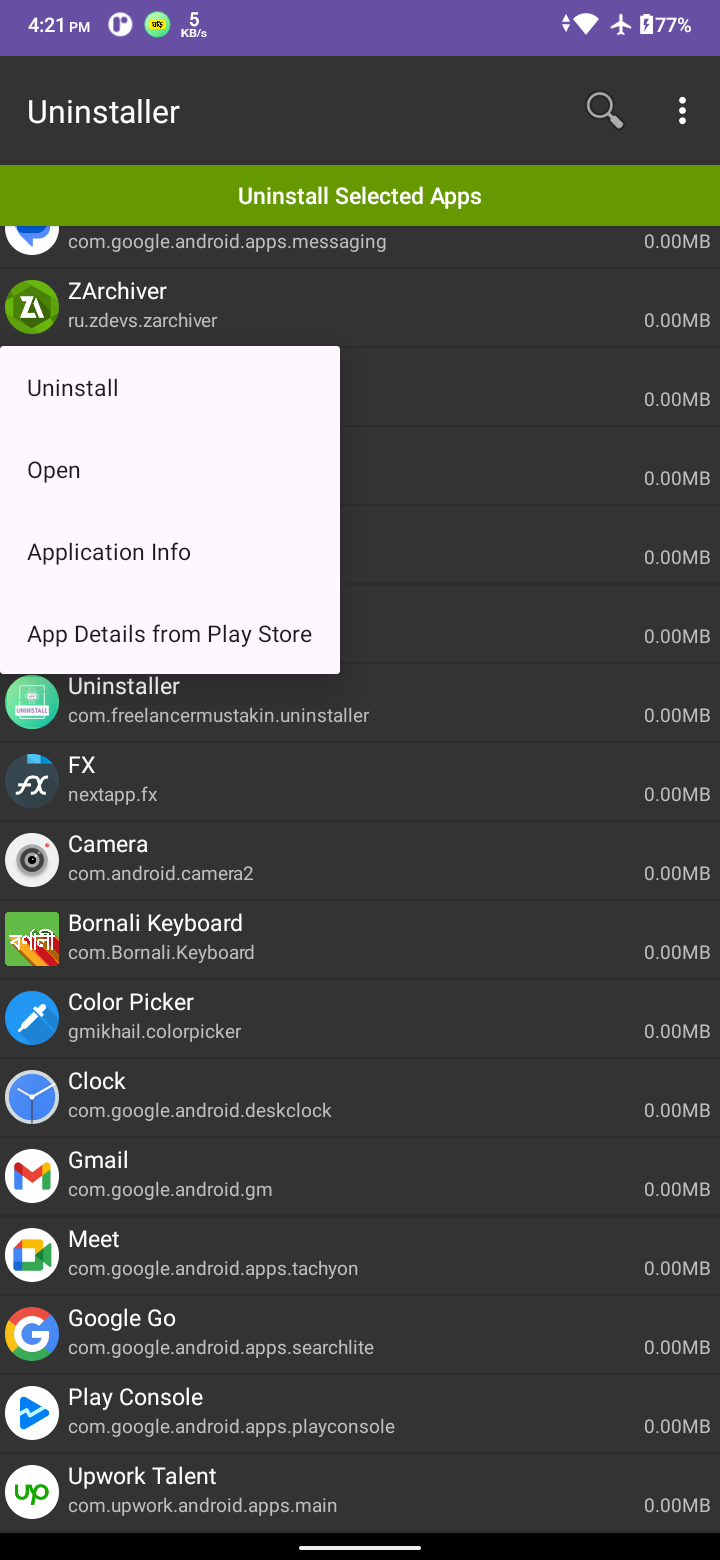 4:21 PM
5
KB/s
77%
Uninstaller
Uninstall Selected Apps
com.google.android.apps.messaging
0.00MB
ZArchiver
ru.zdevs.zarchiver
0.00MB
Uninstall
0.00MB
Open
0.00MB
Application Info
0.00MB
App Details from Play Store
0.00MB
UNINSTALL
Uninstaller
com.freelancermustakin.uninstaller
0.00MB
FX
FX
nextapp.fx
0.00MB
Camera
com.android.camera2
0.00MB
বর্ণালী
Bornali Keyboard
com.Bornali.Keyboard
0.00MB
Color Picker
gmikhail.colorpicker
0.00MB
Clock
com.google.android.deskclock
0.00MB
Gmail
com.google.android.gm
0.00MB
Meet
com.google.android.apps.tachyon
0.00MB
Google Go
com.google.android.apps.searchlite
0.00MB
Play Console
com.google.android.apps.playconsole
0.00MB
up
Upwork Talent
com.upwork.android.apps.main
0.00MB